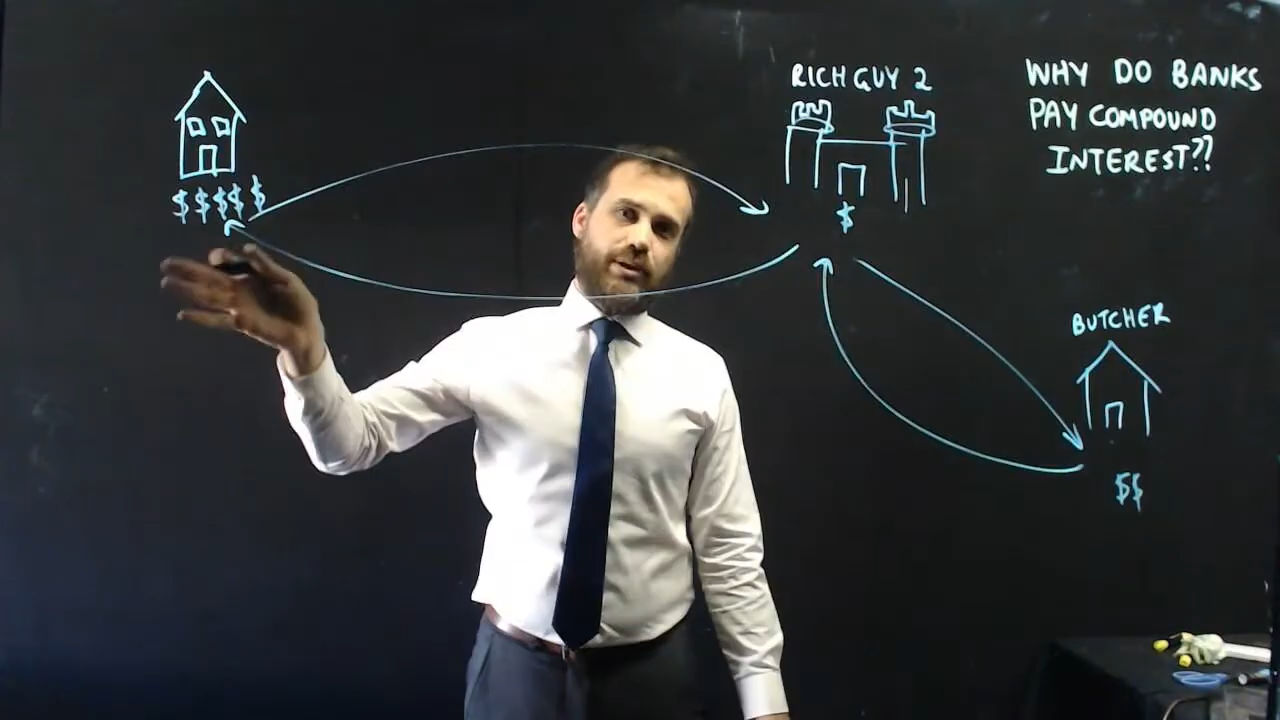 RICH GUY 2
WHY DO BANKS
PAY COMPOUND
INTEREST??
$$$$$
$
BUTCHER
$$